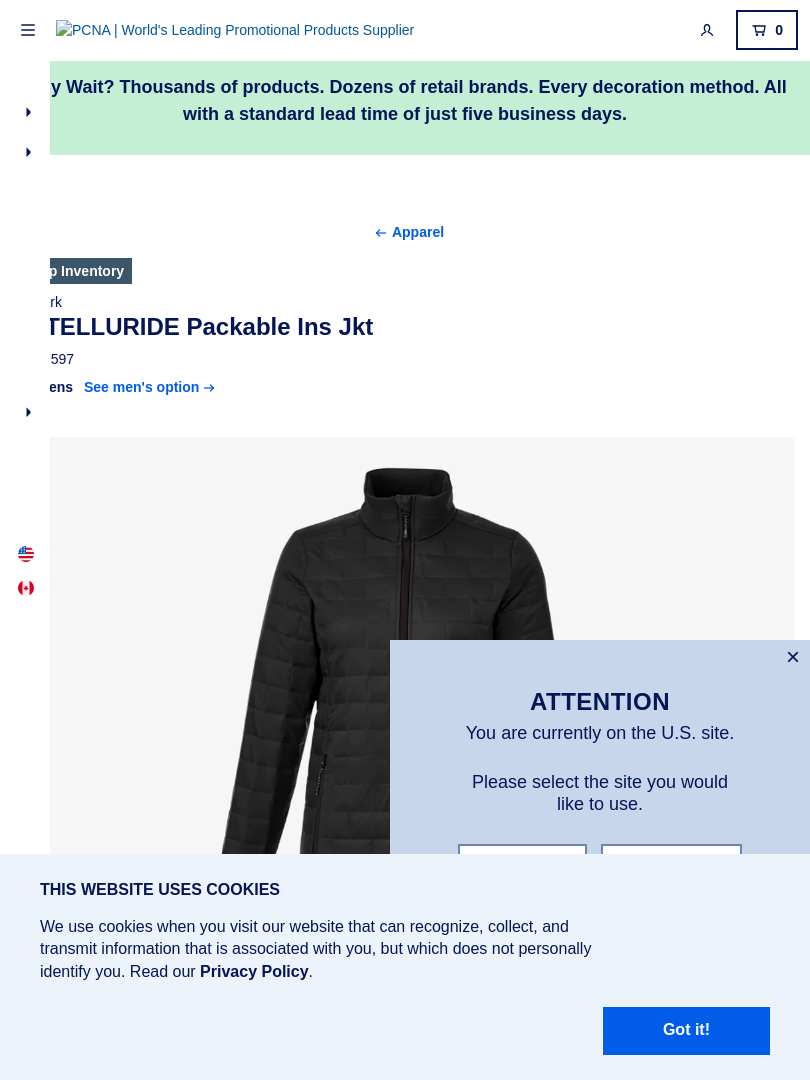 PCNA | World's Leading Promotional Products Supplier
0
Wait? Thousands of products. Dozens of retail brands. Every decoration method. All
with a standard lead time of just five business days.
Apparel
Inventory
TELLURIDE Packable Ins Jkt
597
See men's option
ATTENTION
You are currently on the U.S. site.
Please select the site you would
like to use.
THIS WEBSITE USES COOKIES
We use cookies when you visit our website that can recognize, collect, and
transmit information that is associated with you, but which does not personally
identify you. Read our Privacy Policy.
Got it!